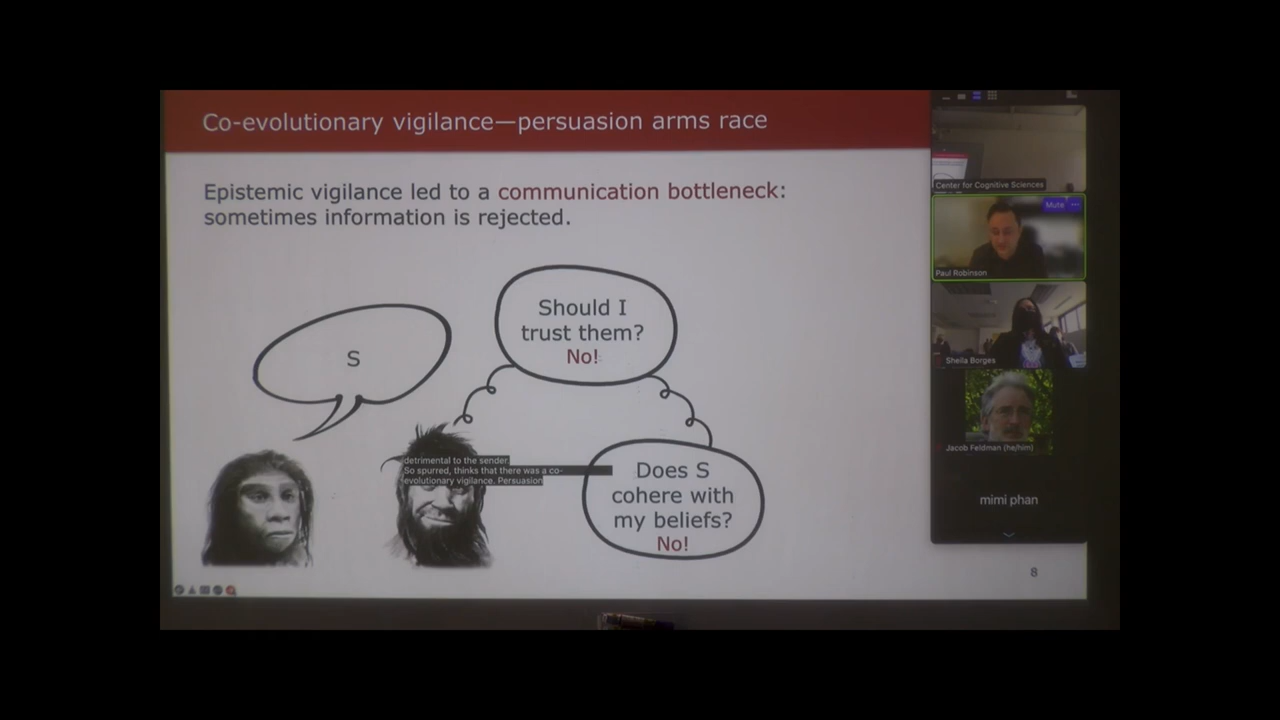 Co-evolutionary vigilance—persuasion arms race
Epistemic vigilance led to a communication bottleneck:
sometimes information is rejected.
S
Should I
trust them?
No!
Does S
cohere with
my beliefs?
No!
detrimental to the sender.
So spurred, thinks that there was a co-
evolutionary vigilance. Persuasion
8
Center for Cognitive Sciences
Mute
Paul Robinson
Sheila Borges
Jacob Feldman (he/him)
mimi phan